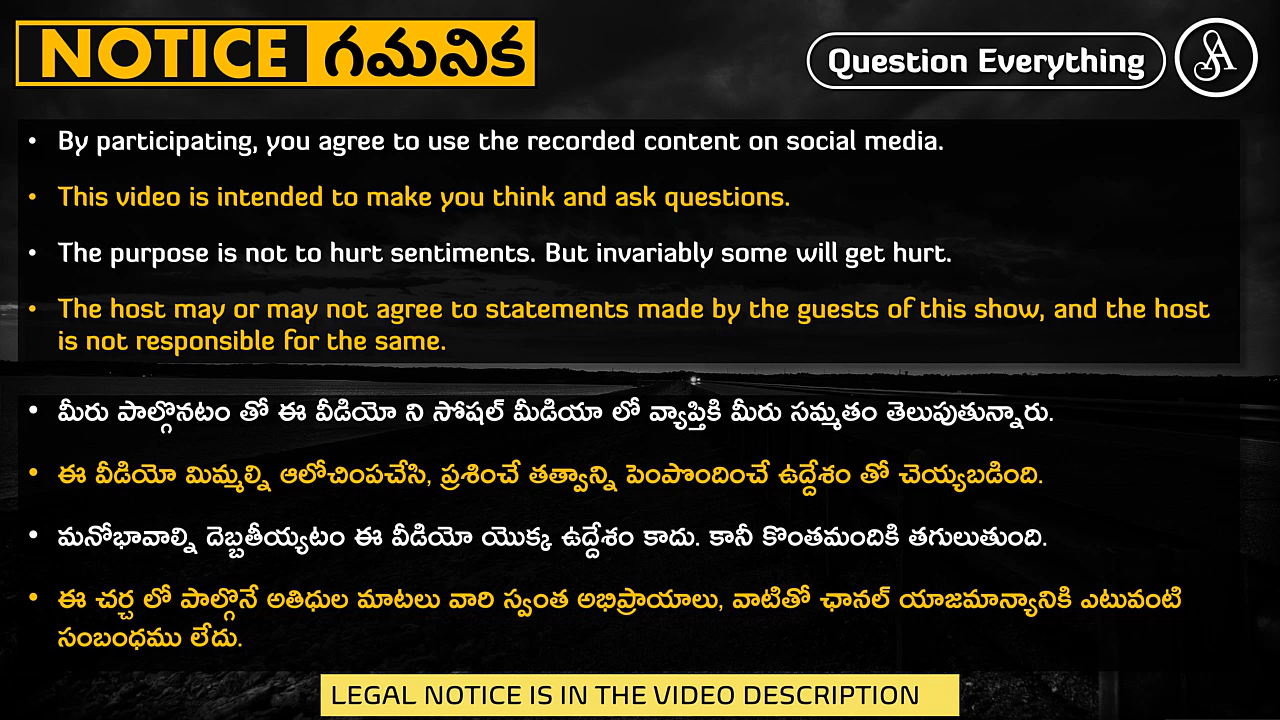 NOTICE గమనిక
Question Everything
• By participating, you agree to use the recorded content on social media.
• This video is intended to make you think and ask questions.
• The purpose is not to hurt sentiments. But invariably some will get hurt.
• The host may or may not agree to statements made by the guests of this show, and the host
is not responsible for the same.
• మీరు పాల్గొనటం తో ఈ వీడియో ని సోషల్ మీడియా లో వ్యాప్తికి మీరు సమ్మతం తెలుపుతున్నారు.
• ఈ వీడియో మిమ్మల్ని ఆలోచింపచేసి, ప్రశించే తత్వాన్ని పెంపొందించే ఉద్దేశం తో చెయ్యబడింది.
• మనోభావాల్ని దెబ్బతీయ్యటం ఈ వీడియో యొక్క ఉద్దేశం కాదు. కానీ కొంతమందికి తగులుతుంది.
• ఈ చర్చ లో పాల్గొనే అతిధుల మాటలు వారి స్వంత అభిప్రాయాలు, వాటితో ఛానల్ యాజమాన్యానికి ఎటువంటి
సంబంధము లేదు.
LEGAL NOTICE IS IN THE VIDEO DESCRIPTION